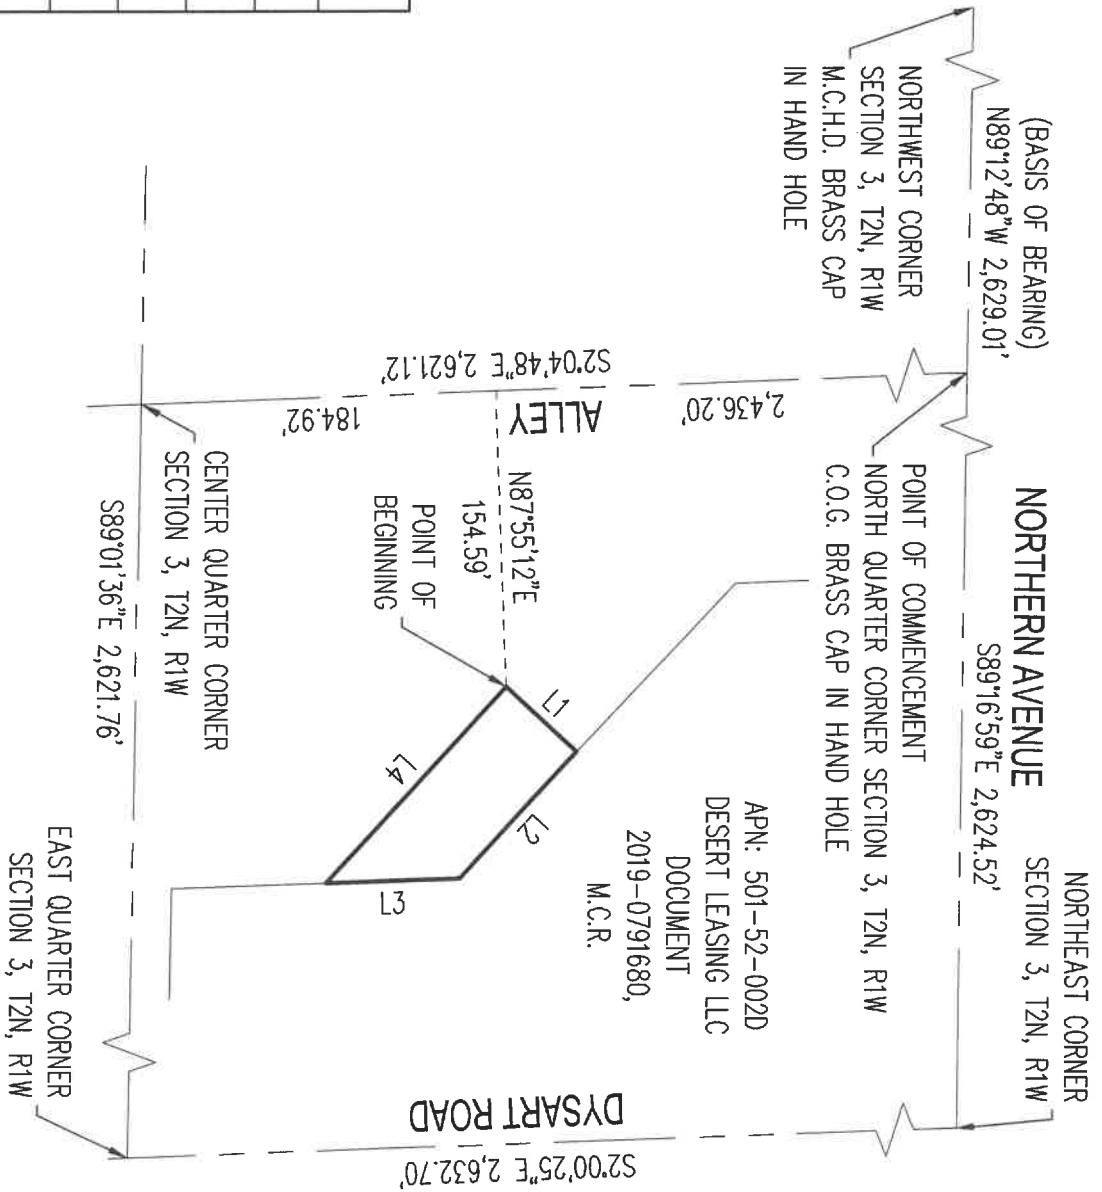 (BASIS OF BEARING)
N89°12'48"W 2,629.01'
NORTHWEST CORNER
SECTION 3, T2N, R1W
M.C.H.D. BRASS CAP
IN HAND HOLE
NORTHERN AVENUE
S89°16'59"E 2,624.52'
NORTHEAST CORNER
SECTION 3, T2N, R1W
POINT OF COMMENCEMENT
NORTH QUARTER CORNER SECTION 3, T2N, R1W
C.O.G. BRASS CAP IN HAND HOLE
S2°04'48"E 2,621.12'
2,436.20'
184.92'
ALLEY
N87°55'12"E
154.59'
POINT OF
BEGINNING
L1
L2
L3
L4
APN: 501-52-002D
DESERT LEASING LLC
DOCUMENT
2019-0791680,
M.C.R.
CENTER QUARTER CORNER
SECTION 3, T2N, R1W
S89°01'36"E 2,621.76'
DYSART ROAD
S2°00'25"E 2,632.70'
EAST QUARTER CORNER
SECTION 3, T2N, R1W